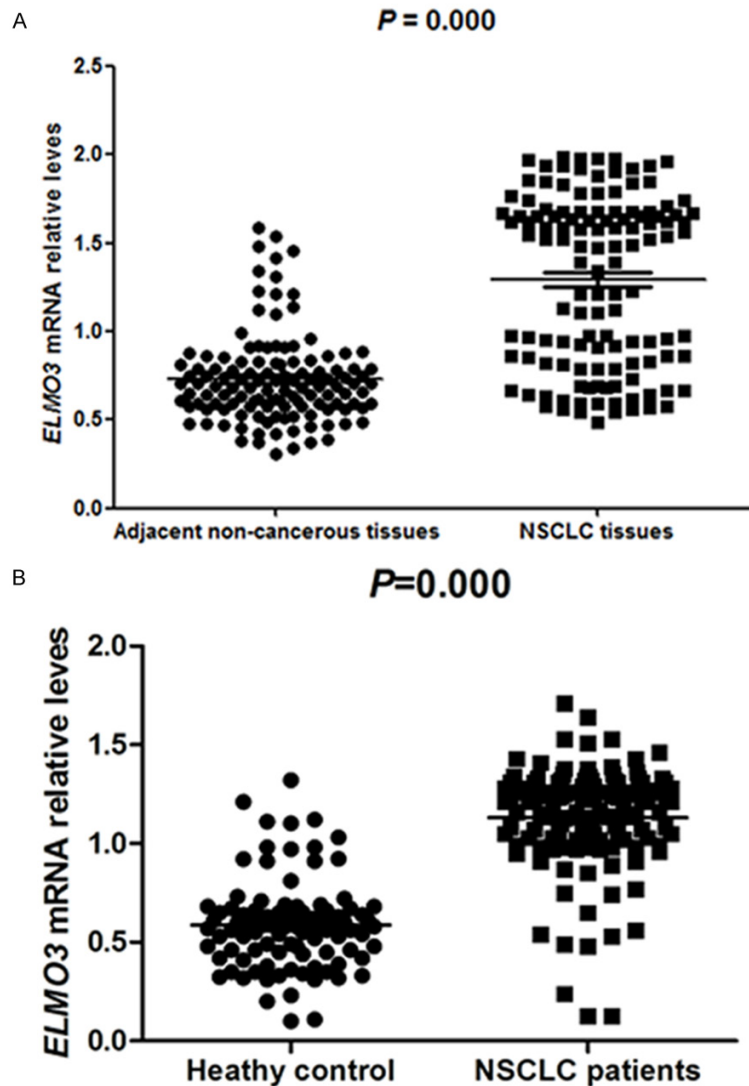 A
P = 0.000
ELMO3 mRNA relative leves
2.5
2.0
1.5
1.0
0.5
0.0
Adjacent non-cancerous tissues
NSCLC tissues
B
P=0.000
ELMO3 mRNA relative leves
2.0
1.5
1.0
0.5
0.0
Heathy control
NSCLC patients